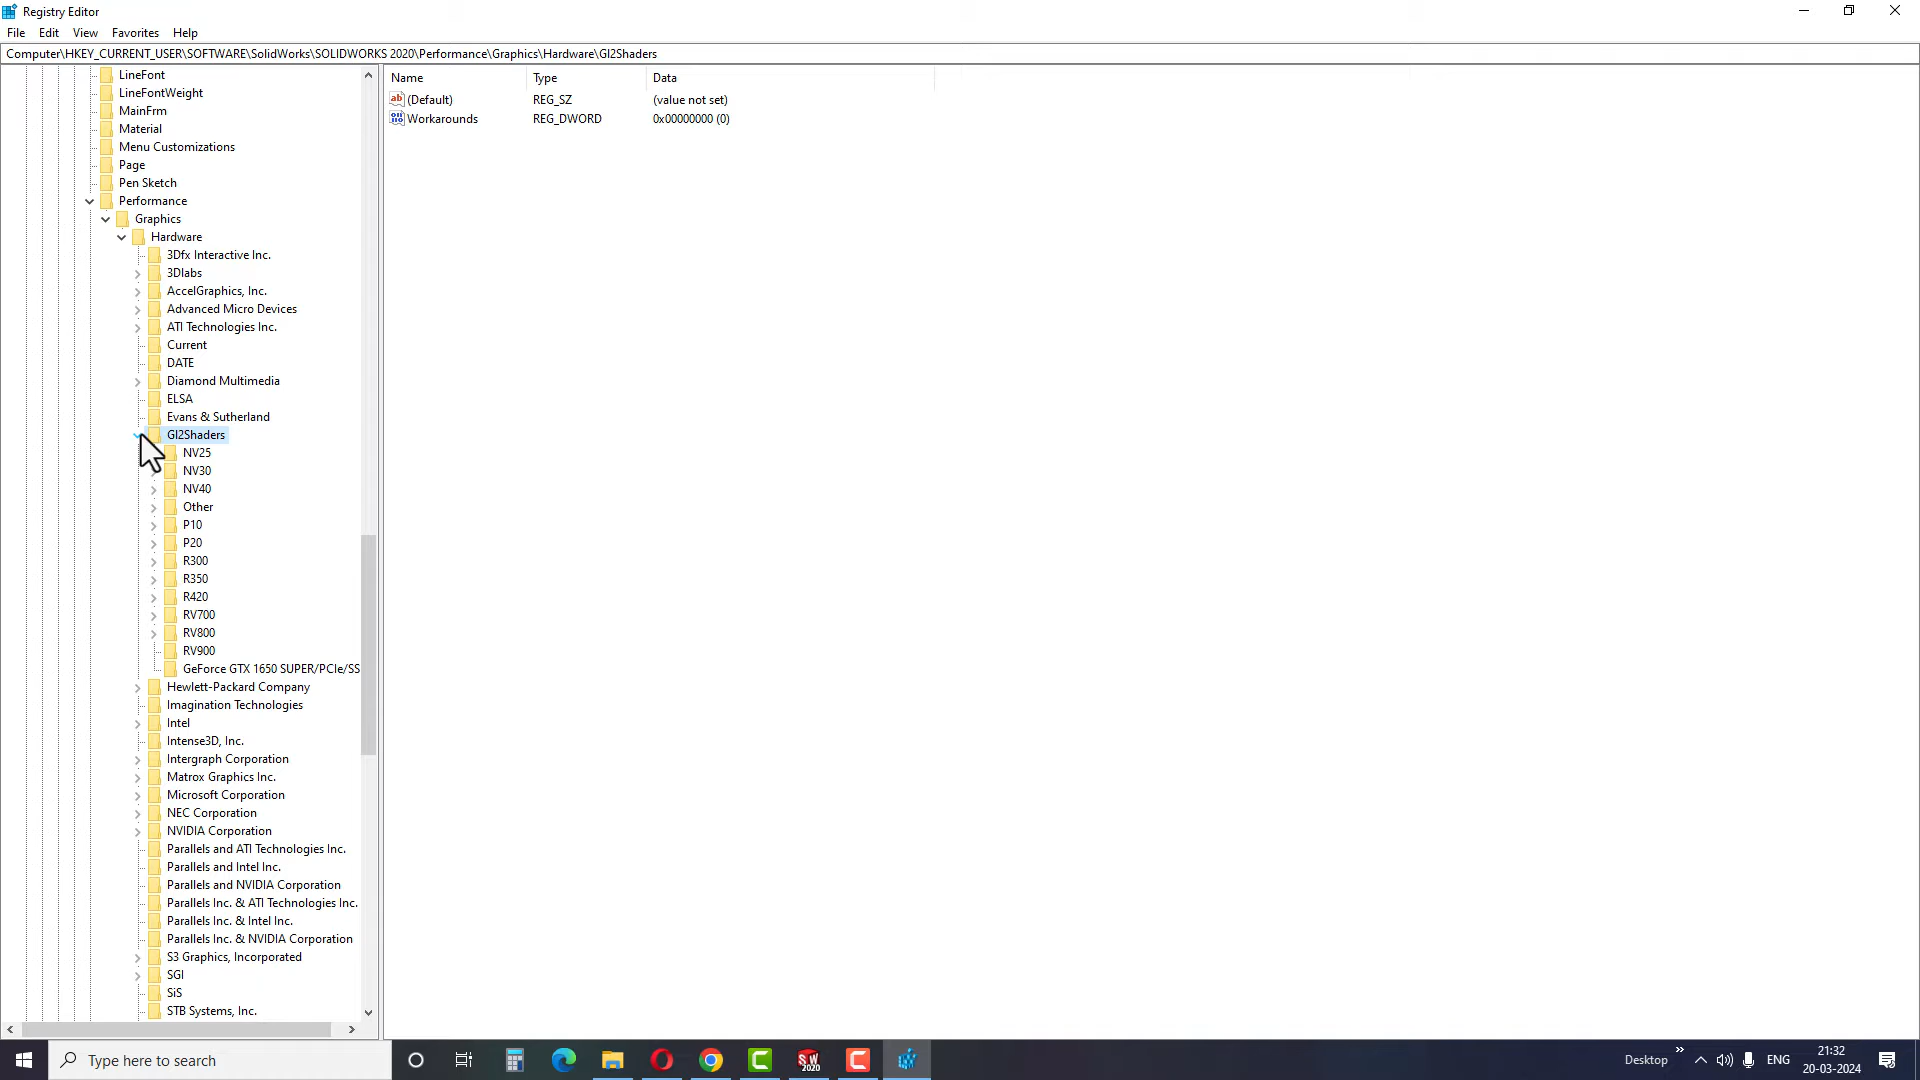 Registry Editor
File Edit View Favorites Help
Computer\HKEY_CURRENT_USER\SOFTWARE\SolidWorks\SOLIDWORKS 2020\Performance\Graphics\Hardware\Gl2Shaders
LineFont
LineFontWeight
MainFrm
Material
Menu Customizations
Page
Pen Sketch
Performance
Graphics
Hardware
3Dfx Interactive Inc.
3Dlabs
AccelGraphics, Inc.
Advanced Micro Devices
ATI Technologies Inc.
Current
DATE
Diamond Multimedia
ELSA
Evans & Sutherland
Gl2Shaders
NV25
NV30
NV40
Other
P10
P20
R300
R350
R420
RV700
RV800
RV900
GeForce GTX 1650 SUPER/PCIe/SS
Hewlett-Packard Company
Imagination Technologies
Intel
Intense3D, Inc.
Intergraph Corporation
Matrox Graphics Inc.
Microsoft Corporation
NEC Corporation
NVIDIA Corporation
Parallels and ATI Technologies Inc.
Parallels and Intel Inc.
Parallels and NVIDIA Corporation
Parallels Inc. & ATI Technologies Inc.
Parallels Inc. & Intel Inc.
Parallels Inc. & NVIDIA Corporation
S3 Graphics, Incorporated
SGI
SiS
STB Systems, Inc.
Name Type Data
(Default) REG_SZ (value not set)
Workarounds REG_DWORD 0x00000000 (0)
Type here to search
SW 2020
Desktop
ENG
21:32
20-03-2024